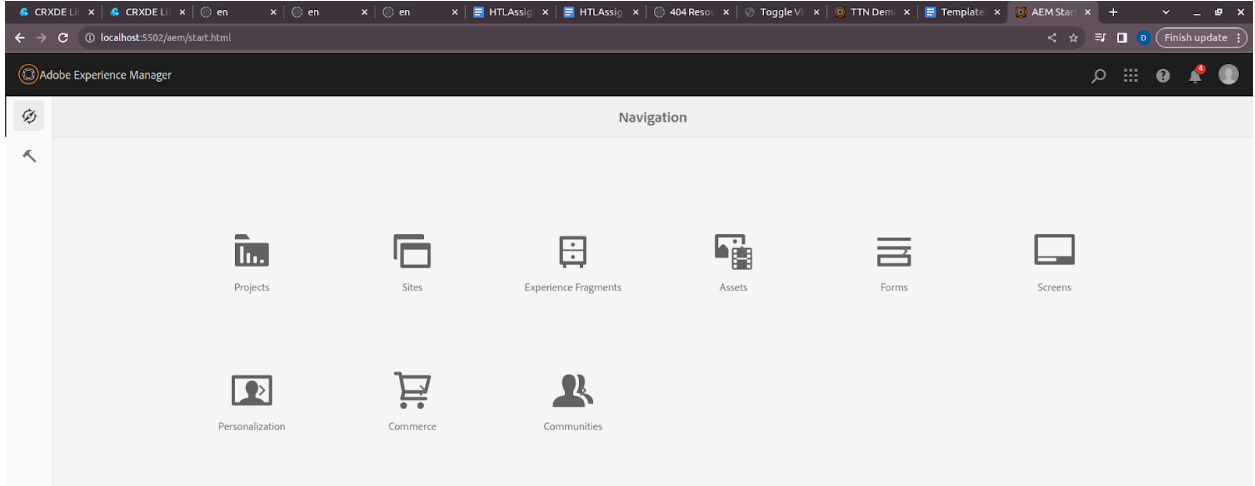 CRXDE Li
CRXDE Li
en
en
en
HTLAssig
HTLAssig
404 Reso
Toggle Vi
TTN Dem
Template
AEM Star
localhost:5502/aem/start.html
D
Finish update
Adobe Experience Manager
4
Navigation
Projects
Sites
Experience Fragments
Assets
Forms
Screens
Personalization
Commerce
Communities